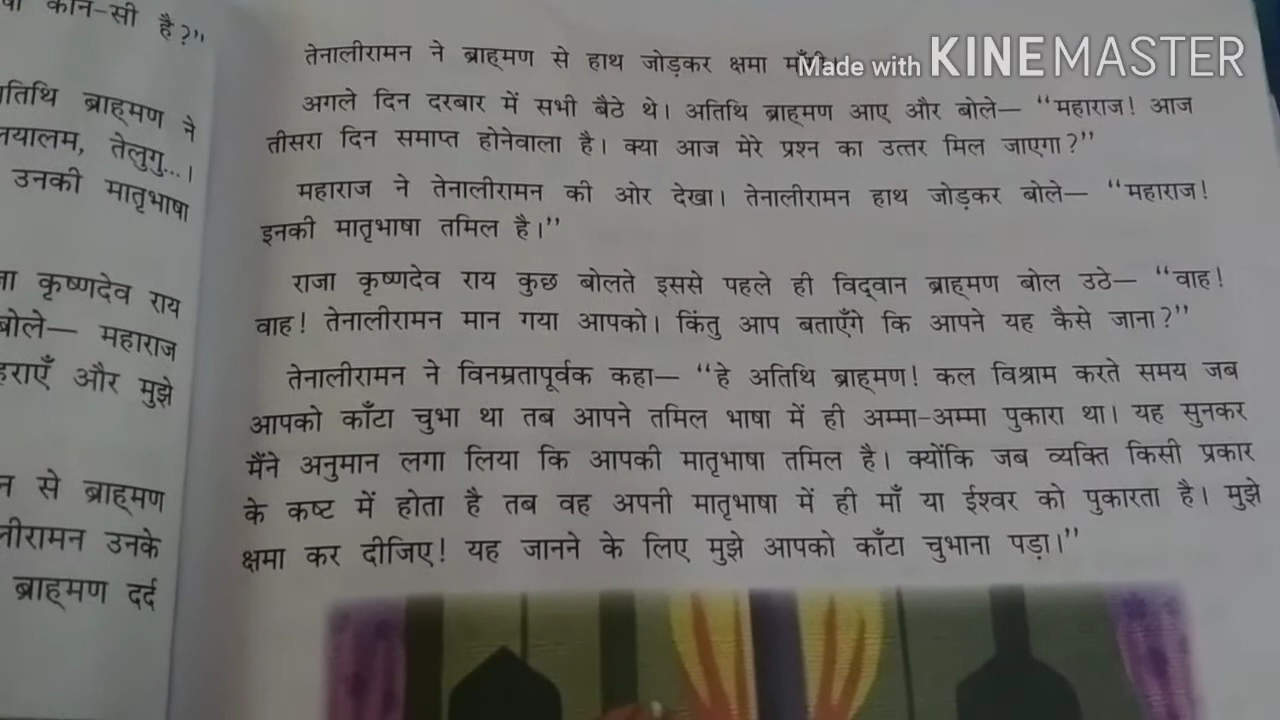 कौन-सी है?”
अतिथि ब्राह्मण ने
तेलुगु...।
उनकी मातृभाषा
कृष्णदेव राय
बोले— महाराज
और मुझे
से ब्राह्मण
उनके
ब्राह्मण दर्द
तेनालीरामन ने ब्राह्मण से हाथ जोड़कर क्षमा
Made with KINEMASTER
अगले दिन दरबार में सभी बैठे थे। अतिथि ब्राह्मण आए और बोले— “महाराज! आज
तीसरा दिन समाप्त होनेवाला है। क्या आज मेरे प्रश्न का उत्तर मिल जाएगा?”
महाराज ने तेनालीरामन की ओर देखा। तेनालीरामन हाथ जोड़कर बोले— “महाराज!
इनकी मातृभाषा तमिल है।”
राजा कृष्णदेव राय कुछ बोलते इससे पहले ही विद्वान ब्राह्मण बोल उठे— “वाह!
वाह! तेनालीरामन मान गया आपको। किंतु आप बताएँगे कि आपने यह कैसे जाना?”
तेनालीरामन ने विनम्रतापूर्वक कहा— “हे अतिथि ब्राह्मण! कल विश्राम करते समय जब
आपको काँटा चुभा था तब आपने तमिल भाषा में ही अम्मा-अम्मा पुकारा था। यह सुनकर
मैंने अनुमान लगा लिया कि आपकी मातृभाषा तमिल है। क्योंकि जब व्यक्ति किसी प्रकार
के कष्ट में होता है तब वह अपनी मातृभाषा में ही माँ या ईश्वर को पुकारता है। मुझे
क्षमा कर दीजिए! यह जानने के लिए मुझे आपको काँटा चुभाना पड़ा।”